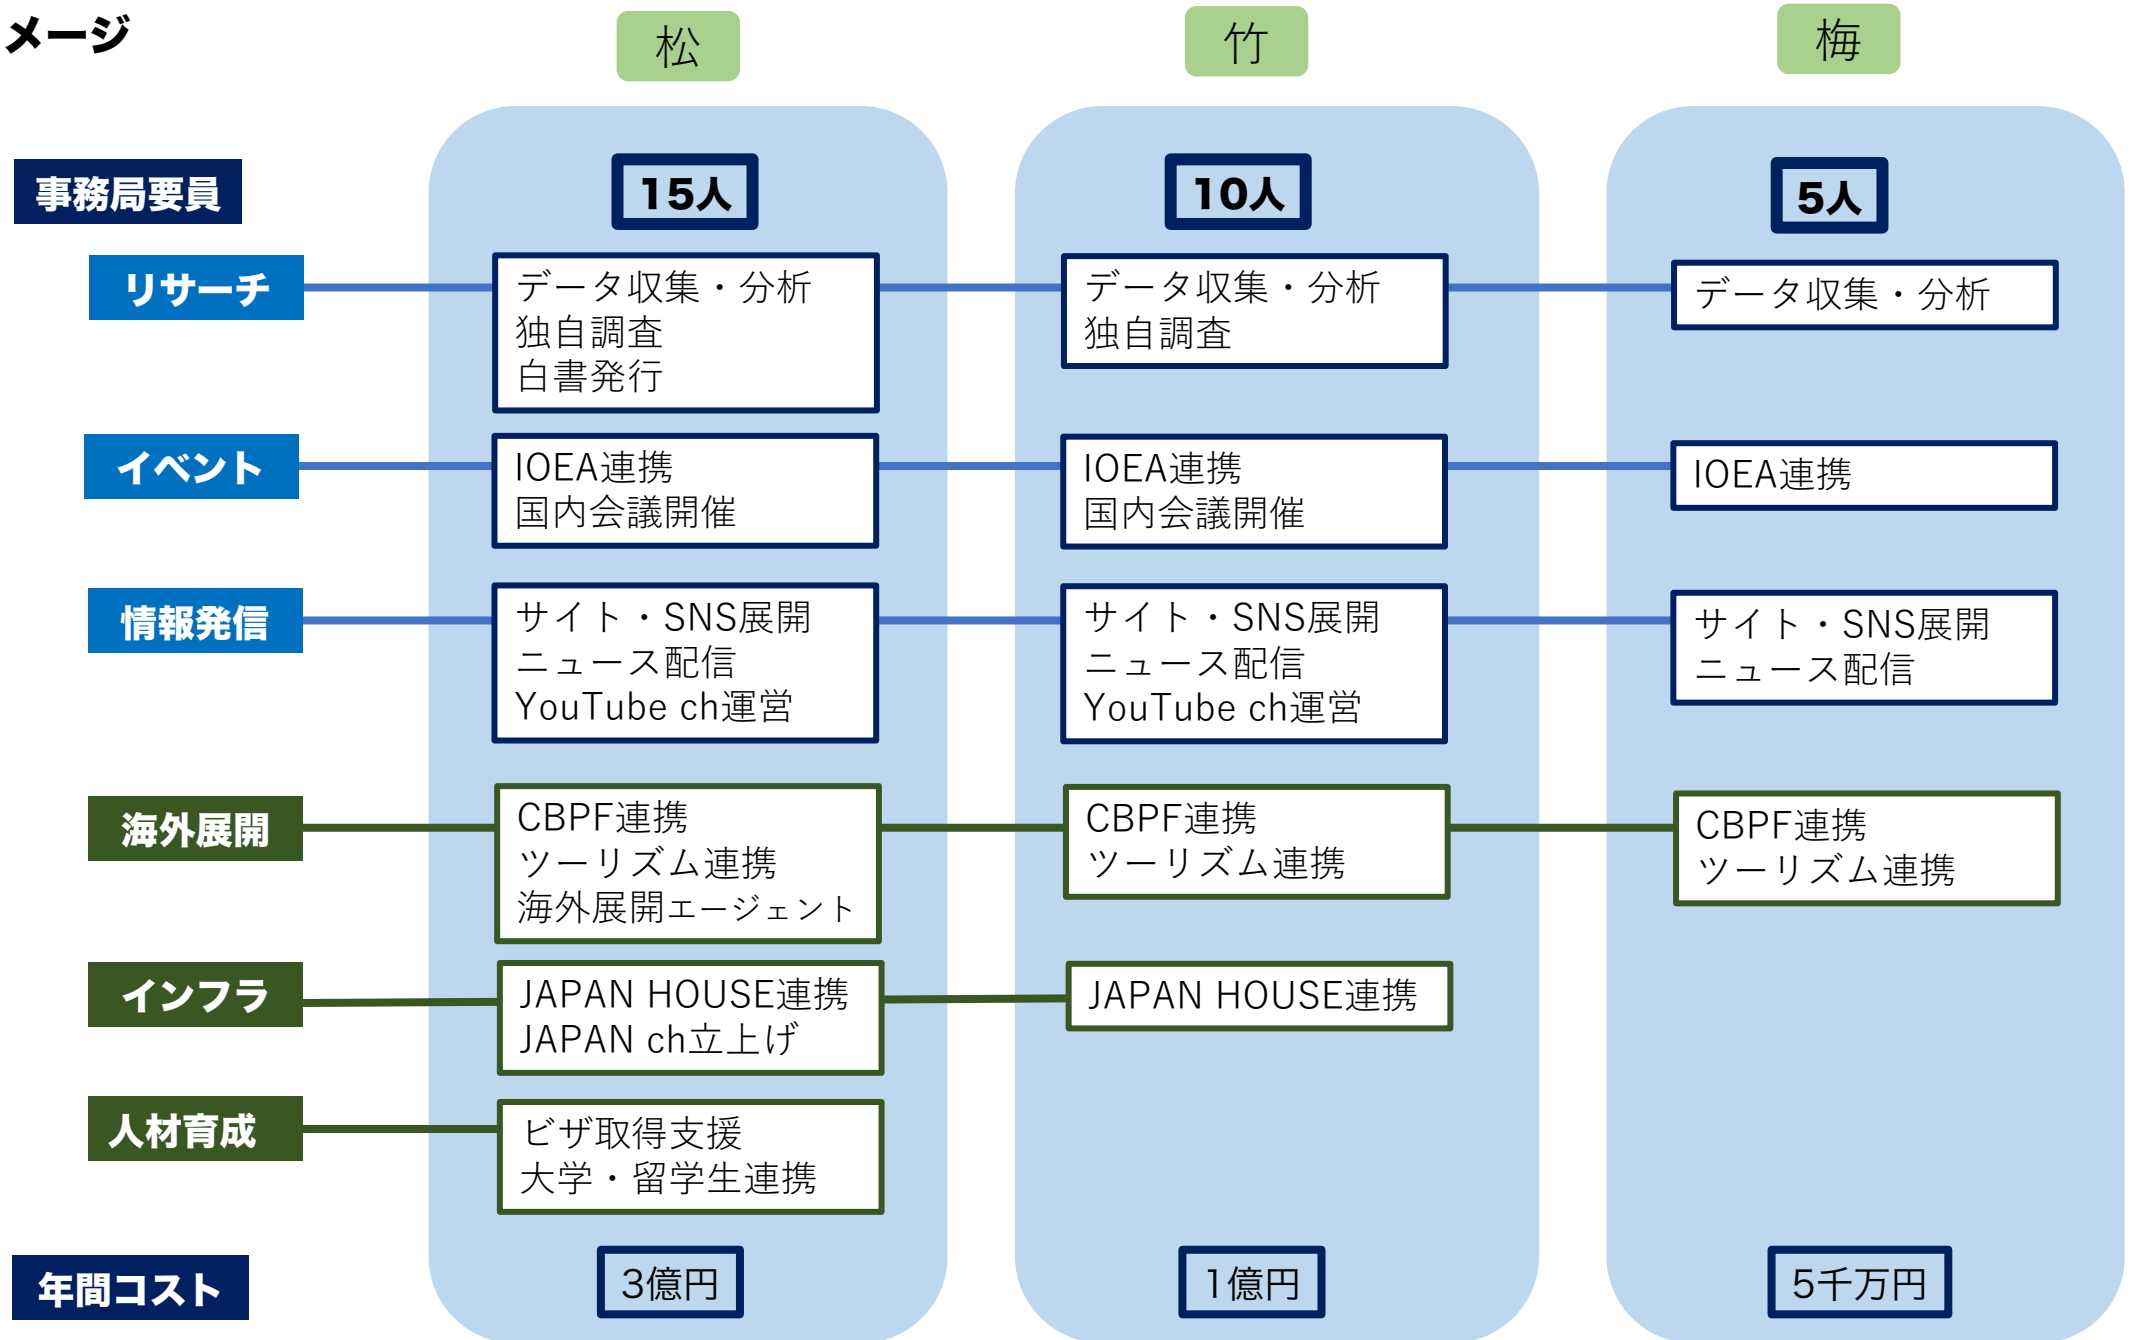 メージ
松
竹
梅
事務局要員
15人
10人
5人
リサーチ
データ収集・分析
独自調査
白書発行
データ収集・分析
独自調査
データ収集・分析
イベント
IOEA連携
国内会議開催
IOEA連携
国内会議開催
IOEA連携
情報発信
サイト・SNS展開
ニュース配信
YouTube ch運営
サイト・SNS展開
ニュース配信
YouTube ch運営
サイト・SNS展開
ニュース配信
海外展開
CBPF連携
ツーリズム連携
海外展開エージェント
CBPF連携
ツーリズム連携
CBPF連携
ツーリズム連携
インフラ
JAPAN HOUSE連携
JAPAN ch立上げ
JAPAN HOUSE連携
人材育成
ビザ取得支援
大学・留学生連携
年間コスト
3億円
1億円
5千万円